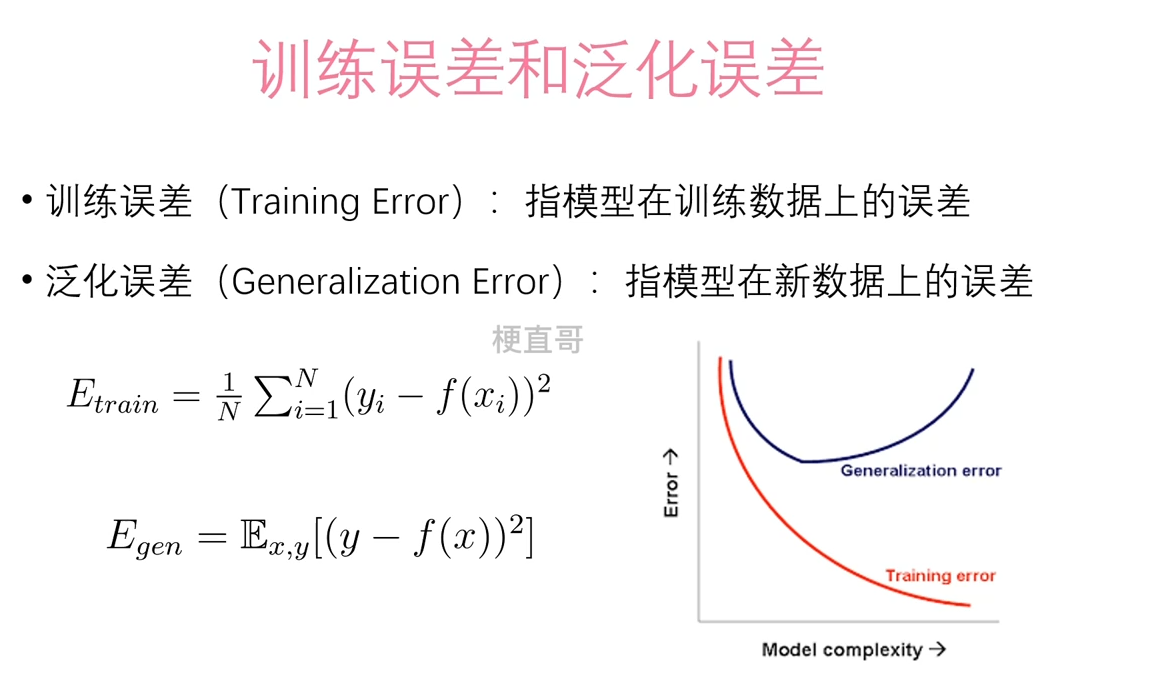 训练误差和泛化误差
• 训练误差（Training Error）：指模型在训练数据上的误差
• 泛化误差（Generalization Error）：指模型在新数据上的误差
梗直哥
E_{train} = \frac{1}{N} \sum_{i=1}^{N} (y_i - f(x_i))^2
E_{gen} = \mathbb{E}_{x,y}[(y - f(x))^2]
Error →
Generalization error
Training error
Model complexity →